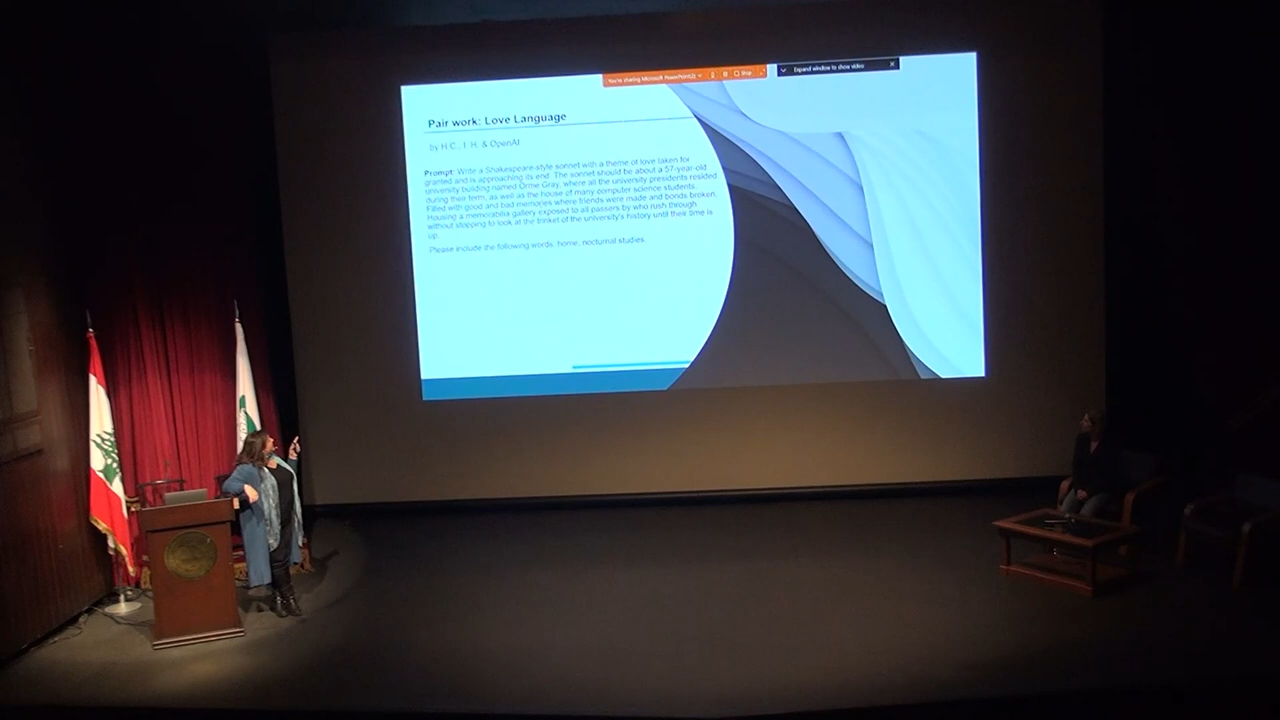 You're sharing Microsoft PowerPoint(2)
Stop
Expand window to show video
Pair work: Love Language
by H.C., I. H. & OpenAI
Prompt: Write a Shakespeare-style sonnet with a theme of love taken for
granted and is approaching its end. The sonnet should be about a 57-year-old
university building named Orme Gray, where all the university presidents resided
during their term, as well as the house of many computer science students.
Filled with good and bad memories where friends were made and bonds broken.
Housing a memorabilia gallery exposed to all passers by who rush through
without stopping to look at the trinket of the university's history until their time is
up.
Please include the following words: home, nocturnal studies.